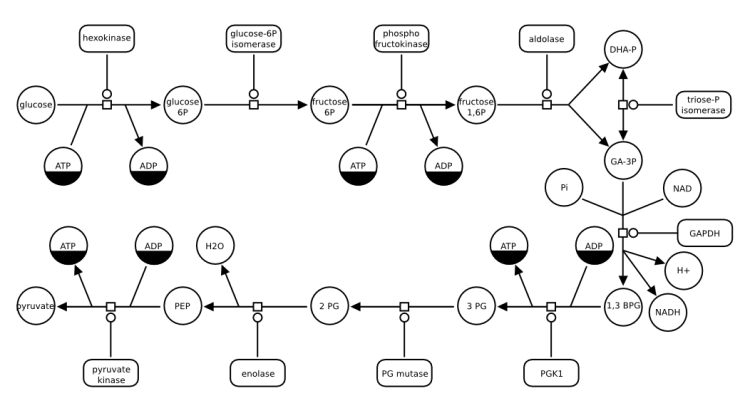 hexokinase
glucose-6P
isomerase
phospho
fructokinase
aldolase
DHA-P
glucose
glucose
6P
fructose
6P
fructose
1,6P
triose-P
isomerase
ATP
ADP
ATP
ADP
GA-3P
Pi
NAD
GAPDH
ATP
ADP
H2O
ATP
ADP
H+
pyruvate
PEP
2 PG
3 PG
1,3 BPG
NADH
pyruvate
kinase
enolase
PG mutase
PGK1